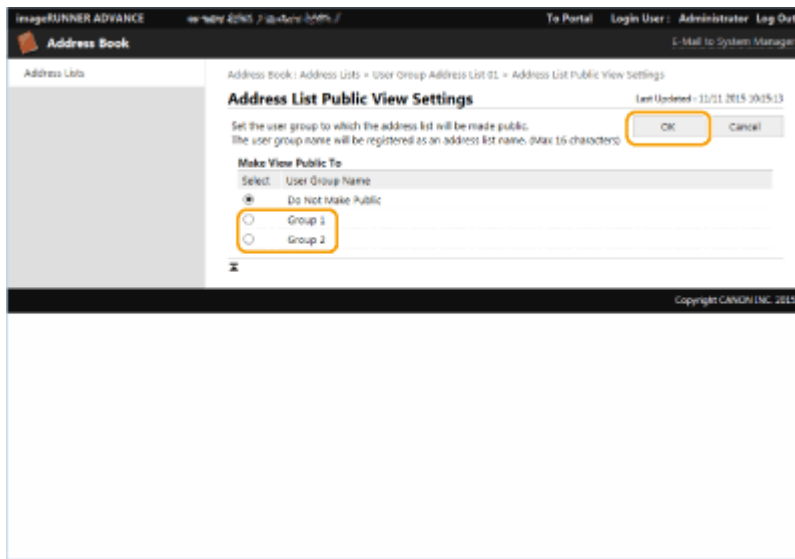 imageRUNNER ADVANCE
To Portal Login User : Administrator Log Out
Address Book
E-Mail to System Manager
Address Lists
Address Book : Address Lists > User Group Address List 01 > Address List Public View Settings
Address List Public View Settings
Last Updated : 11/11 2015 10:15:13
Set the user group to which the address list will be made public.
The user group name will be registered as an address list name. (Max 16 characters)
OK
Cancel
Make View Public To
Select User Group Name
Do Not Make Public
Group 1
Group 2
Copyright CANON INC. 2015